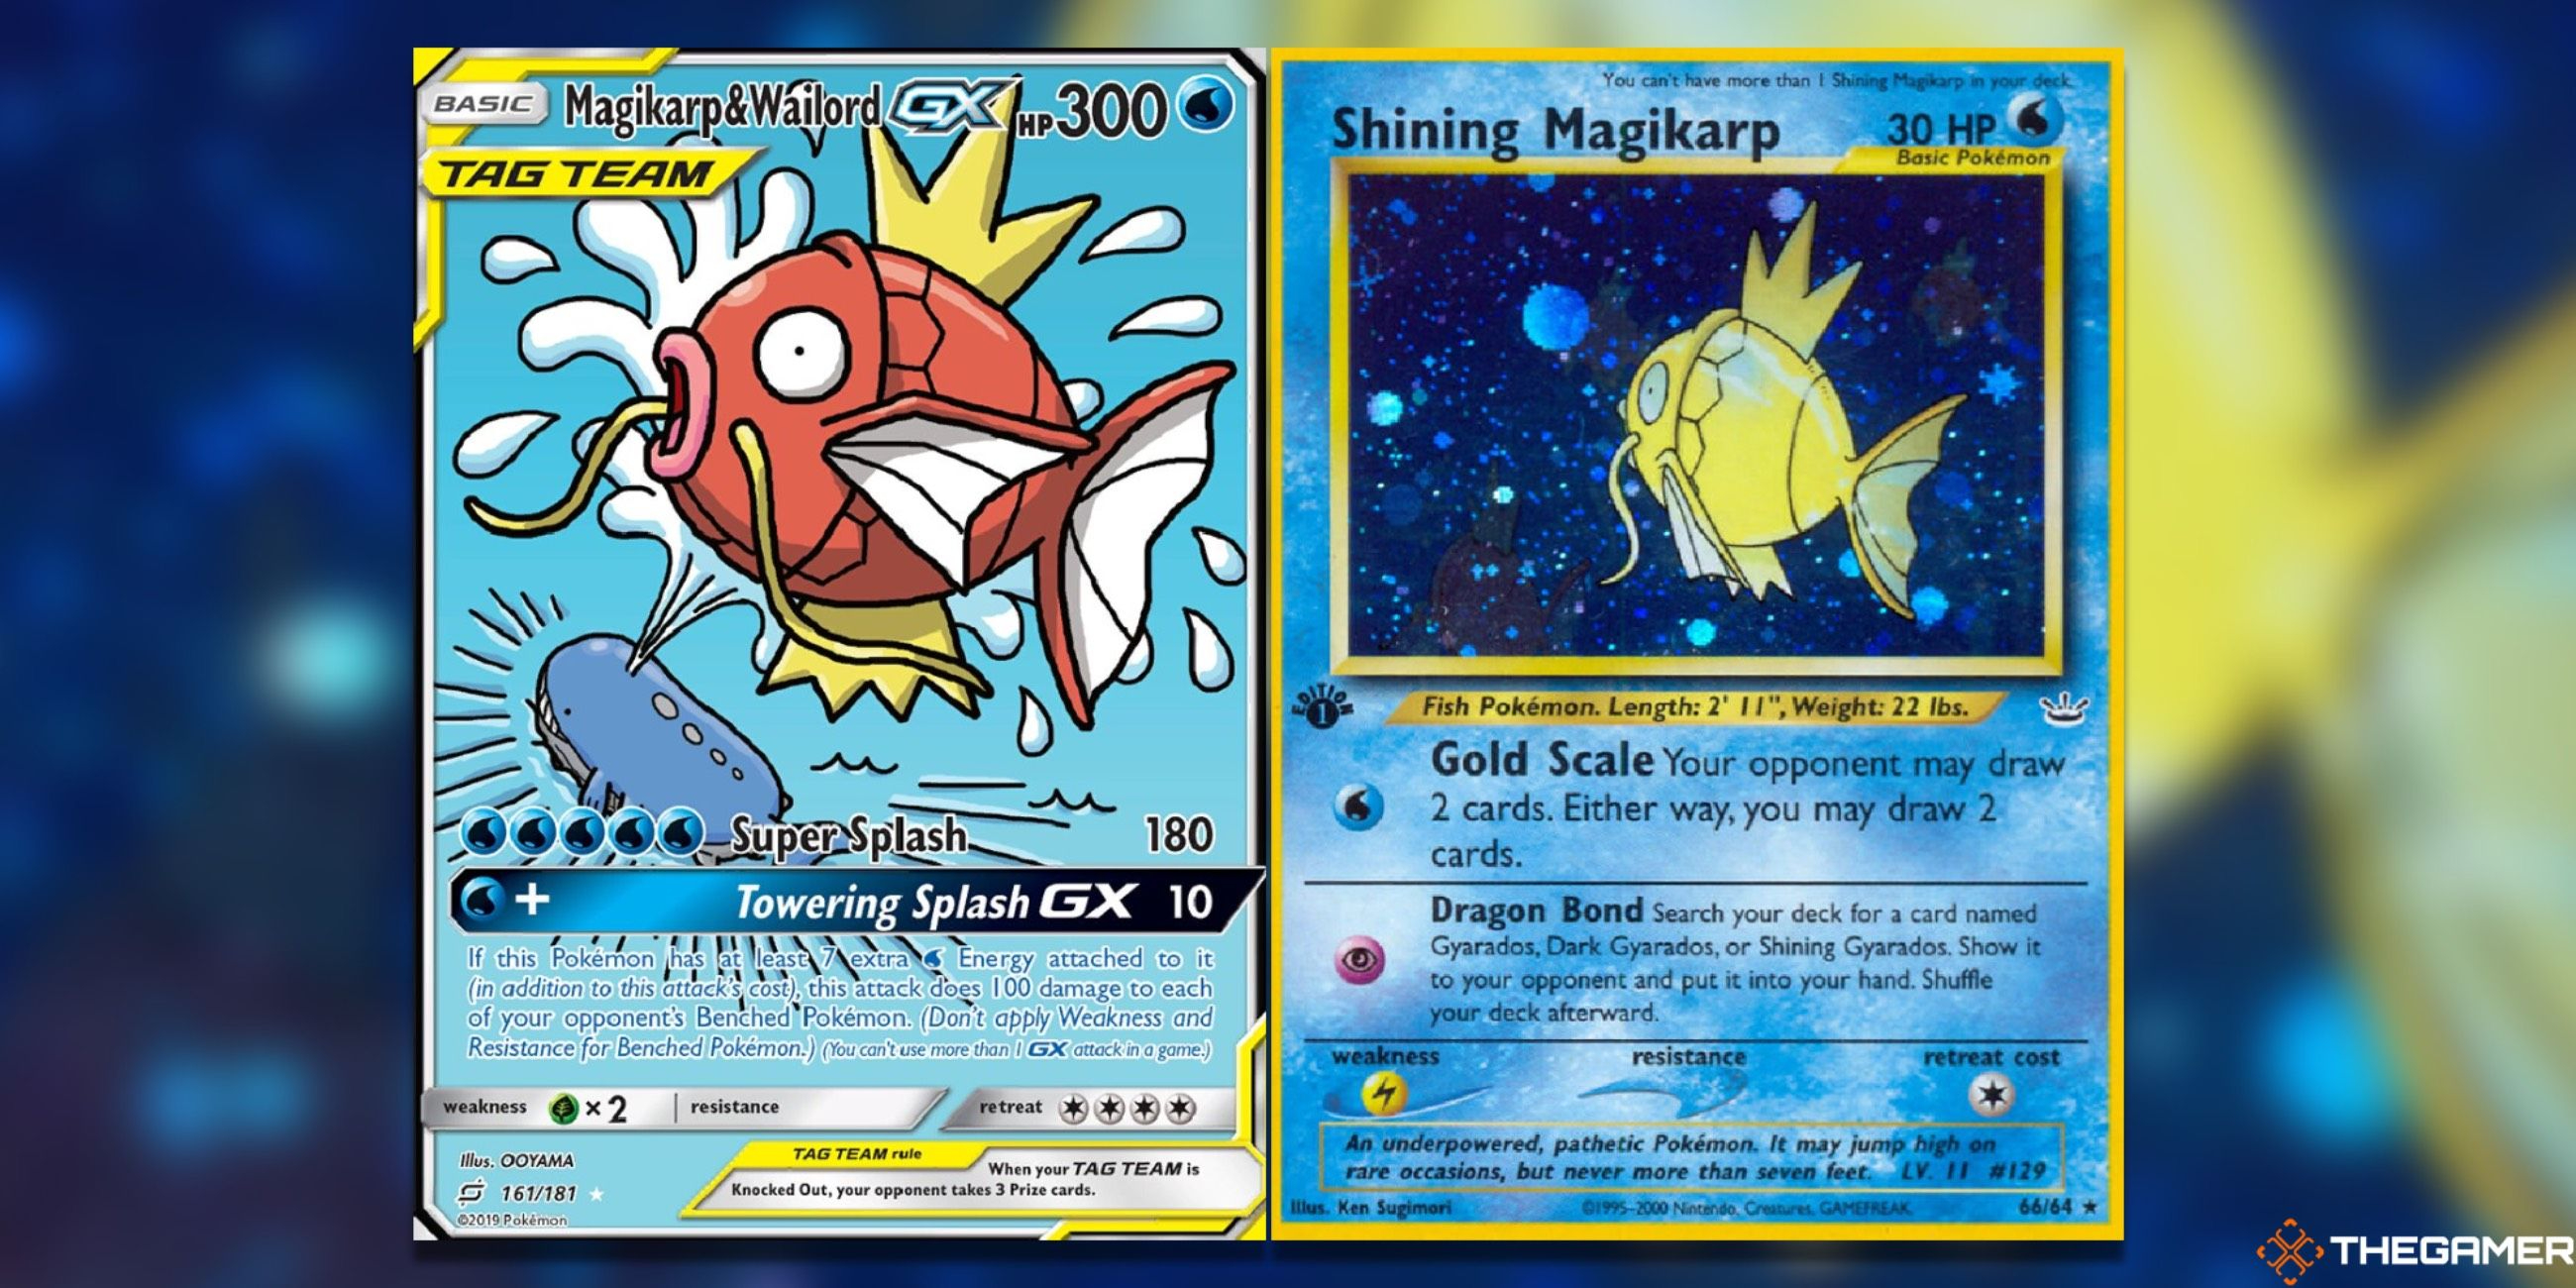 BASIC Magikarp&Wailord GX HP300
TAG TEAM
Super Splash 180
+ Towering Splash GX 10
If this Pokémon has at least 7 extra Energy attached to it
(in addition to this attack's cost), this attack does 100 damage to each
of your opponent's Benched Pokémon. (Don't apply Weakness and
Resistance for Benched Pokémon.) (You can't use more than 1 GX attack in a game.)
weakness ×2 resistance retreat
Illus. OOYAMA
161/181
©2019 Pokémon
TAG TEAM rule
When your TAG TEAM is
Knocked Out, your opponent takes 3 Prize cards.
You can't have more than 1 Shining Magikarp in your deck.
Shining Magikarp 30 HP
Basic Pokémon
EDITION
1
Fish Pokémon. Length: 2' 11", Weight: 22 lbs.
Gold Scale Your opponent may draw
2 cards. Either way, you may draw 2
cards.
Dragon Bond Search your deck for a card named
Gyarados, Dark Gyarados, or Shining Gyarados. Show it
to your opponent and put it into your hand. Shuffle
your deck afterward.
weakness resistance retreat cost
An underpowered, pathetic Pokémon. It may jump high on
rare occasions, but never more than seven feet. LV. 11 #129
Illus. Ken Sugimori ©1995–2000 Nintendo, Creatures, GAMEFREAK. 66/64 ★
THEGAMER